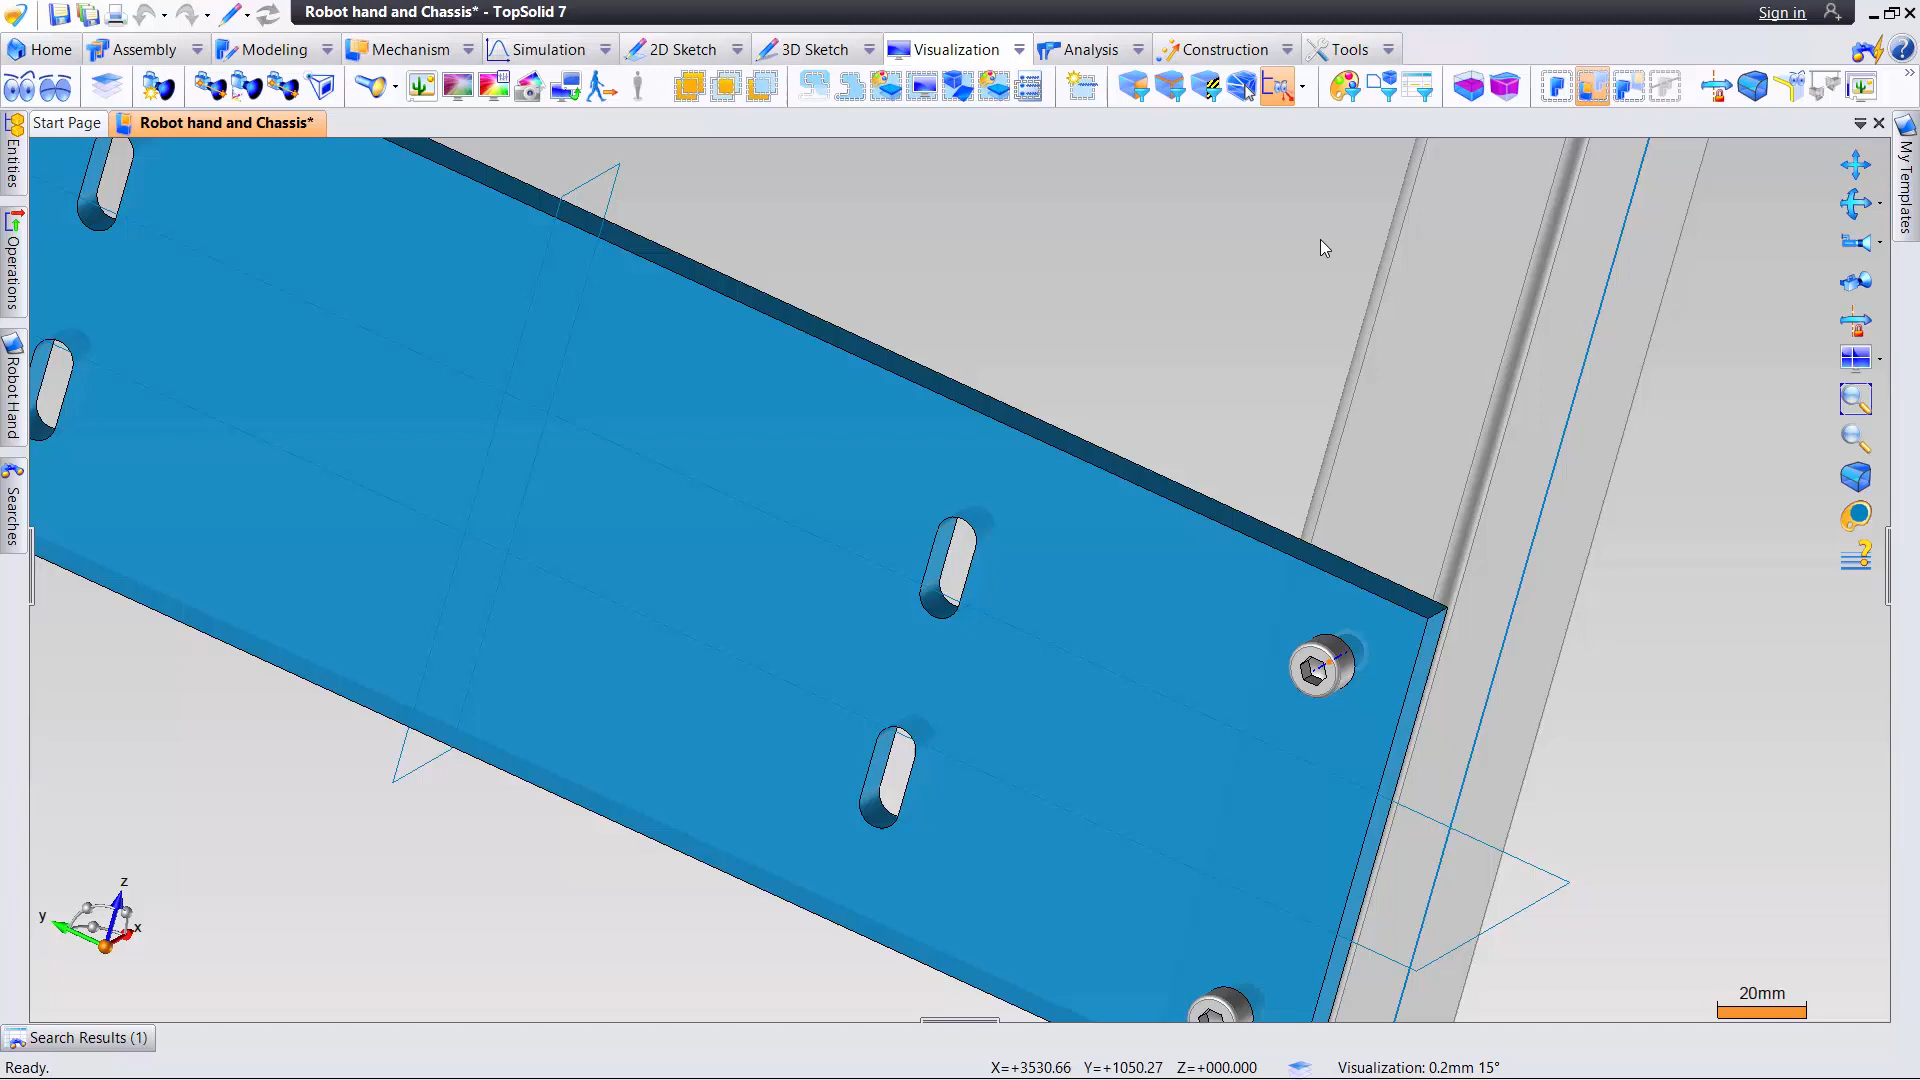 Robot hand and Chassis* - TopSolid 7
Sign in
Home
Assembly
Modeling
Mechanism
Simulation
2D Sketch
3D Sketch
Visualization
Analysis
Construction
Tools
Start Page
Robot hand and Chassis*
Entities
Operations
Robot Hand
Searches
My Templates
z
y
x
20mm
Search Results (1)
Ready.
X=+3530.66 Y=+1050.27 Z=+000.000
Visualization: 0.2mm 15°